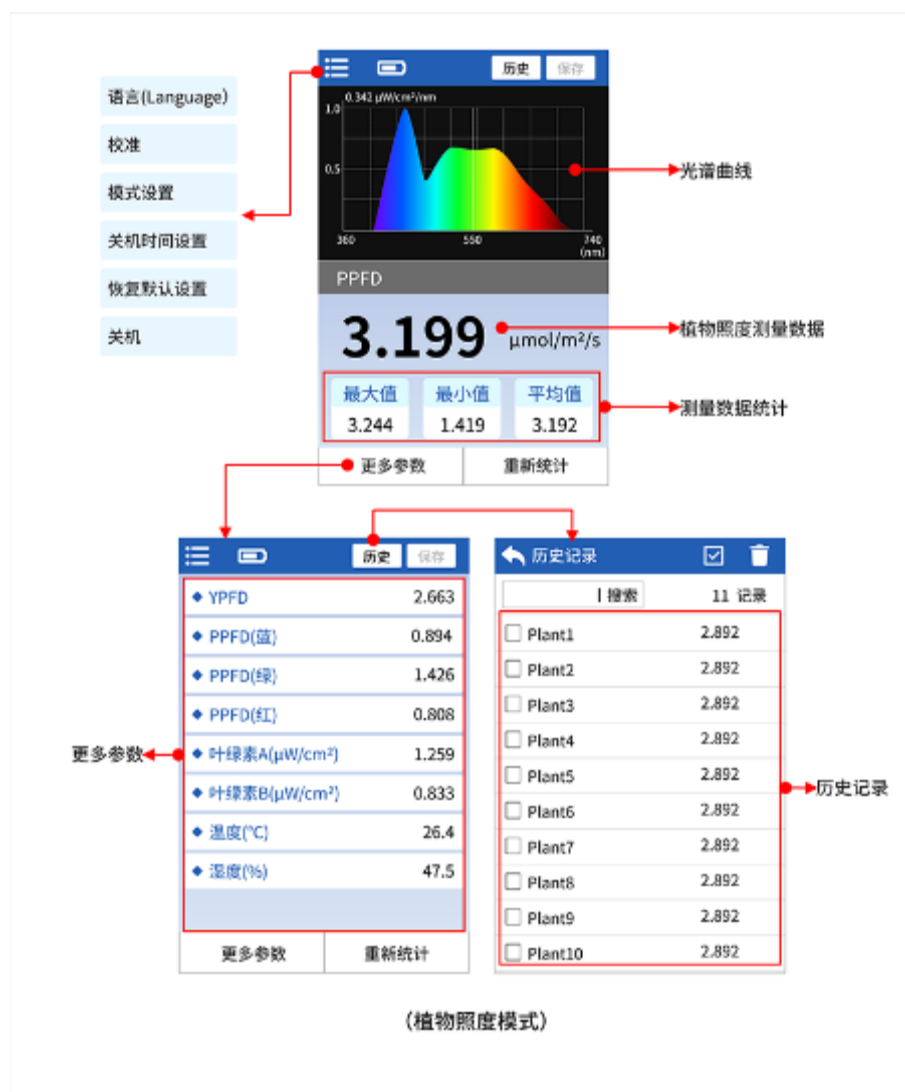 历史 保存
语言(Language)
校准
模式设置
关机时间设置
恢复默认设置
关机
0.342 μW/cm²/nm
1.0
0.5
360 550 740
(nm)
光谱曲线
PPFD
3.199 μmol/m²/s
植物照度测量数据
最大值 最小值 平均值
3.244 1.419 3.192
测量数据统计
更多参数 重新统计
历史 保存
YPFD 2.663
PPFD(蓝) 0.894
PPFD(绿) 1.426
PPFD(红) 0.808
叶绿素A(μW/cm²) 1.259
叶绿素B(μW/cm²) 0.833
温度(℃) 26.4
湿度(%) 47.5
更多参数
更多参数 重新统计
历史记录
搜索 11 记录
Plant1 2.892
Plant2 2.892
Plant3 2.892
Plant4 2.892
Plant5 2.892
Plant6 2.892
Plant7 2.892
Plant8 2.892
Plant9 2.892
Plant10 2.892
历史记录
(植物照度模式)